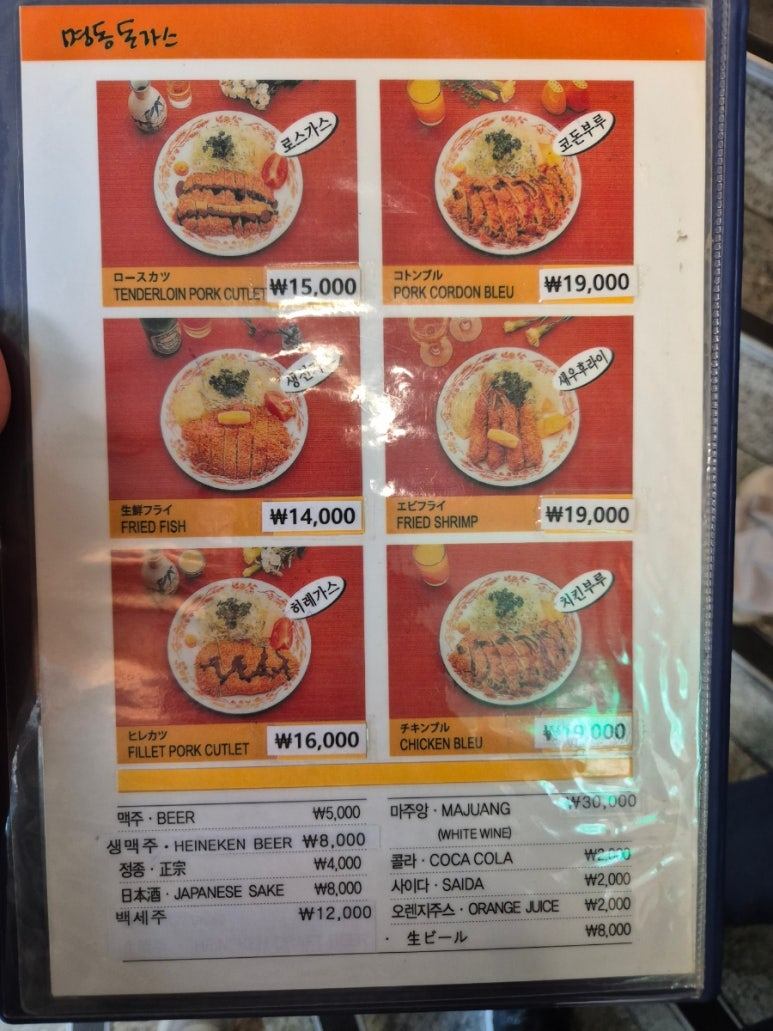 명동돈가스
로스가스
ロースカツ
TENDERLOIN PORK CUTLET ₩15,000
코돈부루
コトンブル
PORK CORDON BLEU ₩19,000
生鮮フライ
FRIED FISH ₩14,000
새우후라이
エビフライ
FRIED SHRIMP ₩19,000
히레가스
ヒレカツ
FILLET PORK CUTLET ₩16,000
치킨부루
チキンブル
CHICKEN BLEU ₩19,000
맥주 · BEER ₩5,000
생맥주 · HEINEKEN BEER ₩8,000
정종 · 正宗 ₩4,000
日本酒 · JAPANESE SAKE ₩8,000
백세주 ₩12,000
마주앙 · MAJUANG ₩30,000
(WHITE WINE)
콜라 · COCA COLA ₩2,000
사이다 · SAIDA ₩2,000
오렌지주스 · ORANGE JUICE ₩2,000
· 生ビール ₩8,000